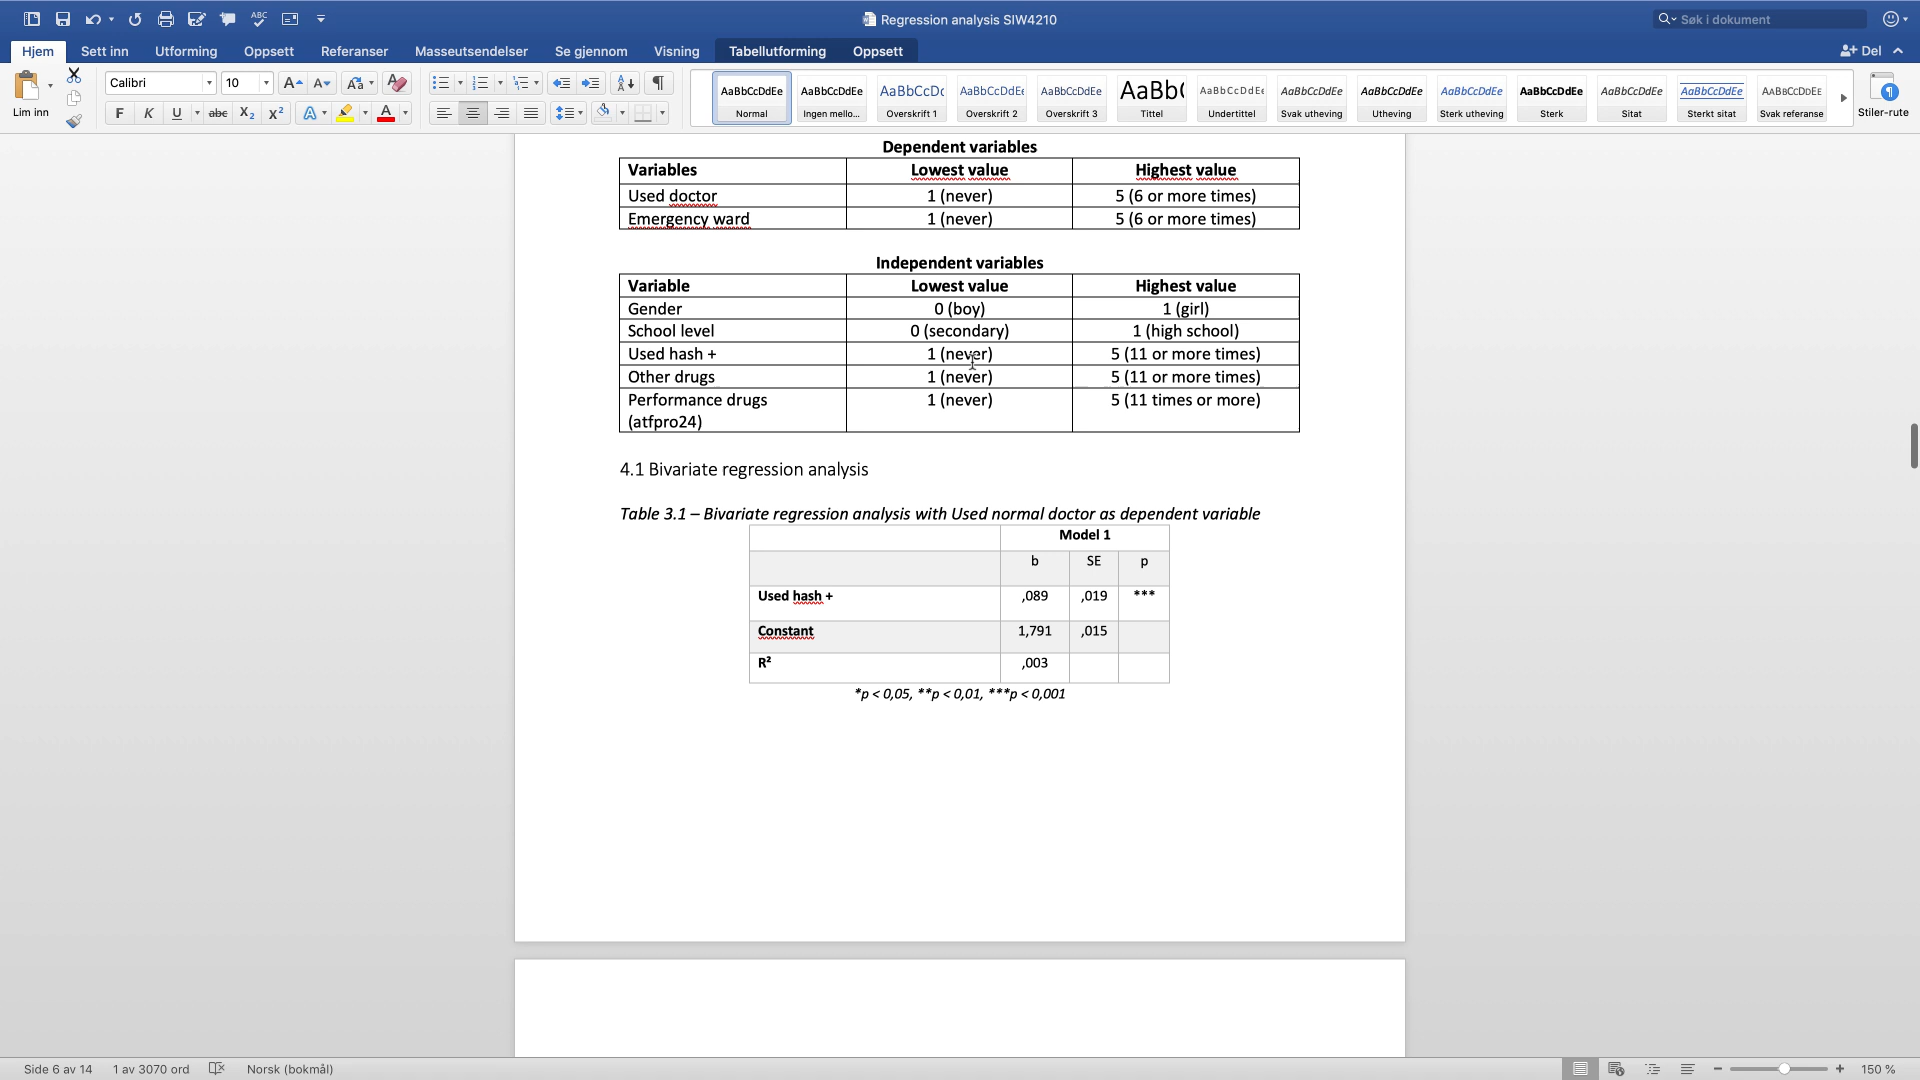 Regression analysis SIW4210
Søk i dokument
Hjem Sett inn Utforming Oppsett Referanser Masseutsendelser Se gjennom Visning Tabellutforming Oppsett Del
Lim inn
Calibri 10
AaBbCcDdEe AaBbCcDdEe AaBbCcDc AaBbCcDdEe AaBbCcDdEe AaBb( AaBbCcDdEe AaBbCcDdEe AaBbCcDdEe AaBbCcDdEe AaBbCcDdEe AaBbCcDdEe AaBbCcDdEe AaBbCcDdEe
Normal Ingen mello... Overskrift 1 Overskrift 2 Overskrift 3 Tittel Undertittel Svak utheving Utheving Sterk utheving Sterk Sitat Sterkt sitat Svak referanse Stiler-rute
Dependent variables
Variables Lowest value Highest value
Used doctor 1 (never) 5 (6 or more times)
Emergency ward 1 (never) 5 (6 or more times)
Independent variables
Variable Lowest value Highest value
Gender 0 (boy) 1 (girl)
School level 0 (secondary) 1 (high school)
Used hash + 1 (never) 5 (11 or more times)
Other drugs 1 (never) 5 (11 or more times)
Performance drugs 1 (never) 5 (11 times or more)
(atfpro24)
4.1 Bivariate regression analysis
Table 3.1 – Bivariate regression analysis with Used normal doctor as dependent variable
Model 1
b SE p
Used hash + ,089 ,019 ***
Constant 1,791 ,015
R² ,003
*p < 0,05, **p < 0,01, ***p < 0,001
Side 6 av 14 1 av 3070 ord Norsk (bokmål) 150 %